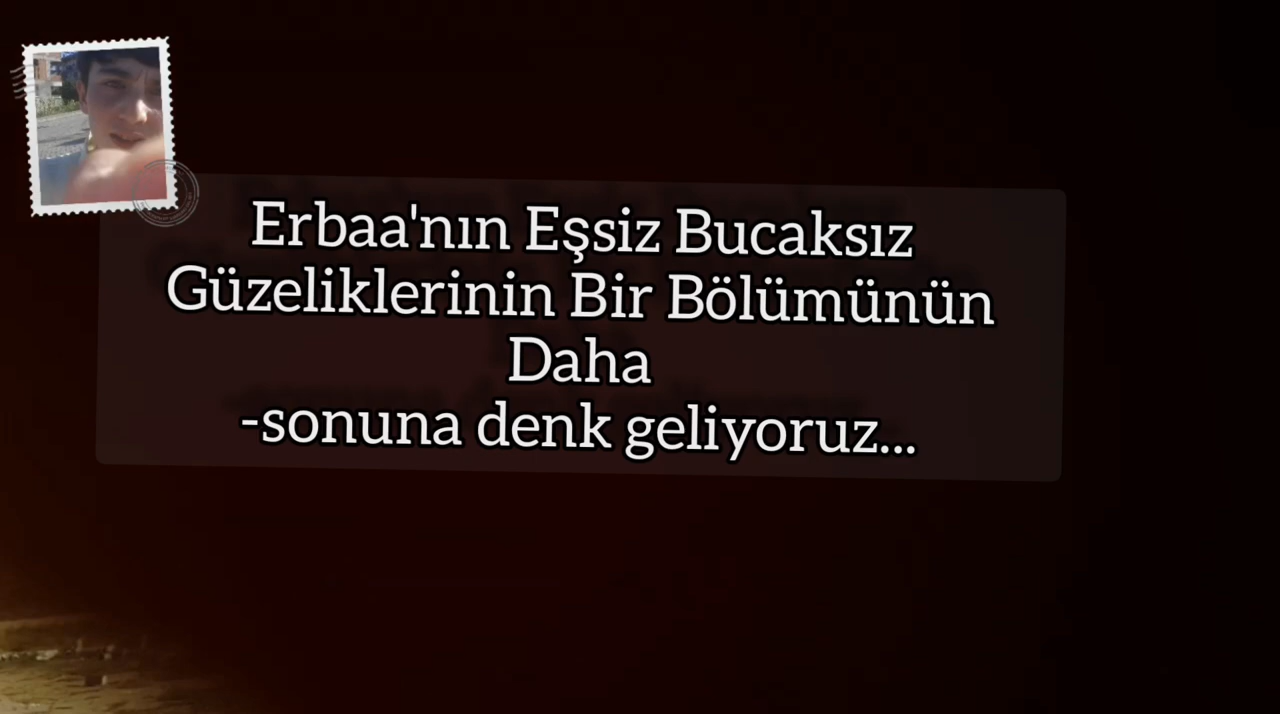 Erbaa'nın Eşsiz Bucaksız
Güzeliklerinin Bir Bölümünün
Daha
-sonuna denk geliyoruz...